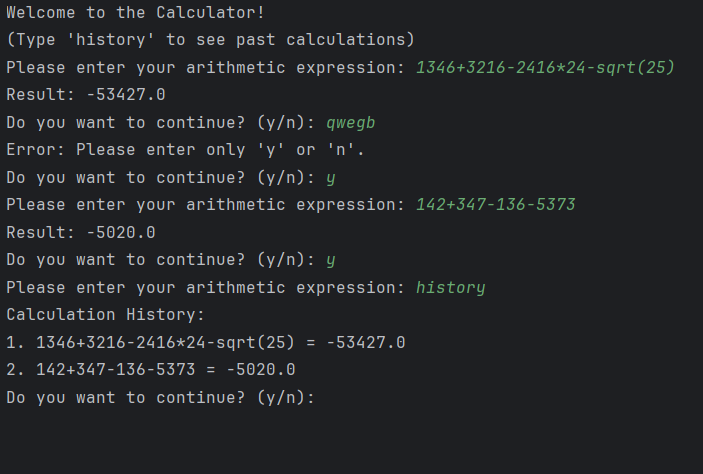 Welcome to the Calculator!
(Type 'history' to see past calculations)
Please enter your arithmetic expression: 1346+3216-2416*24-sqrt(25)
Result: -53427.0
Do you want to continue? (y/n): qwegb
Error: Please enter only 'y' or 'n'.
Do you want to continue? (y/n): y
Please enter your arithmetic expression: 142+347-136-5373
Result: -5020.0
Do you want to continue? (y/n): y
Please enter your arithmetic expression: history
Calculation History:
1. 1346+3216-2416*24-sqrt(25) = -53427.0
2. 142+347-136-5373 = -5020.0
Do you want to continue? (y/n):